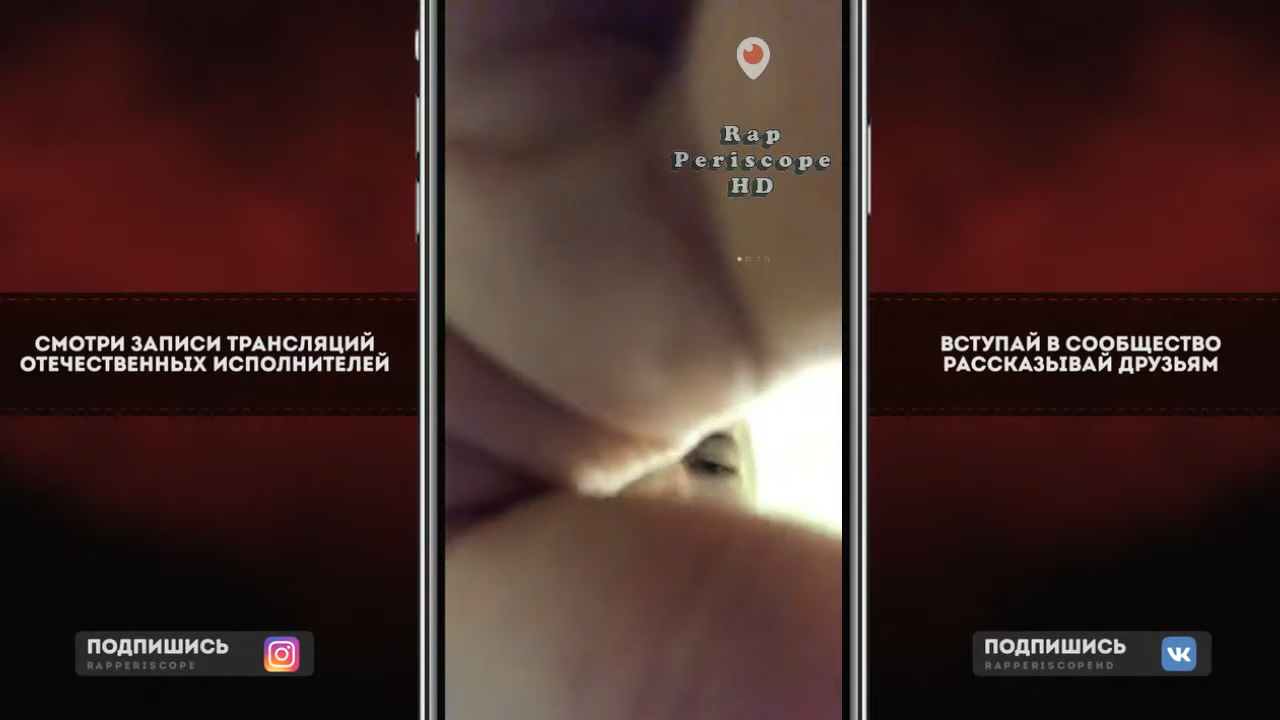 Rap
Periscope
HD
СМОТРИ ЗАПИСИ ТРАНСЛЯЦИЙ
ОТЕЧЕСТВЕННЫХ ИСПОЛНИТЕЛЕЙ
ВСТУПАЙ В СООБЩЕСТВО
РАССКАЗЫВАЙ ДРУЗЬЯМ
ПОДПИШИСЬ
RAPPERISCOPE
ПОДПИШИСЬ
RAPPERISCOPEHD